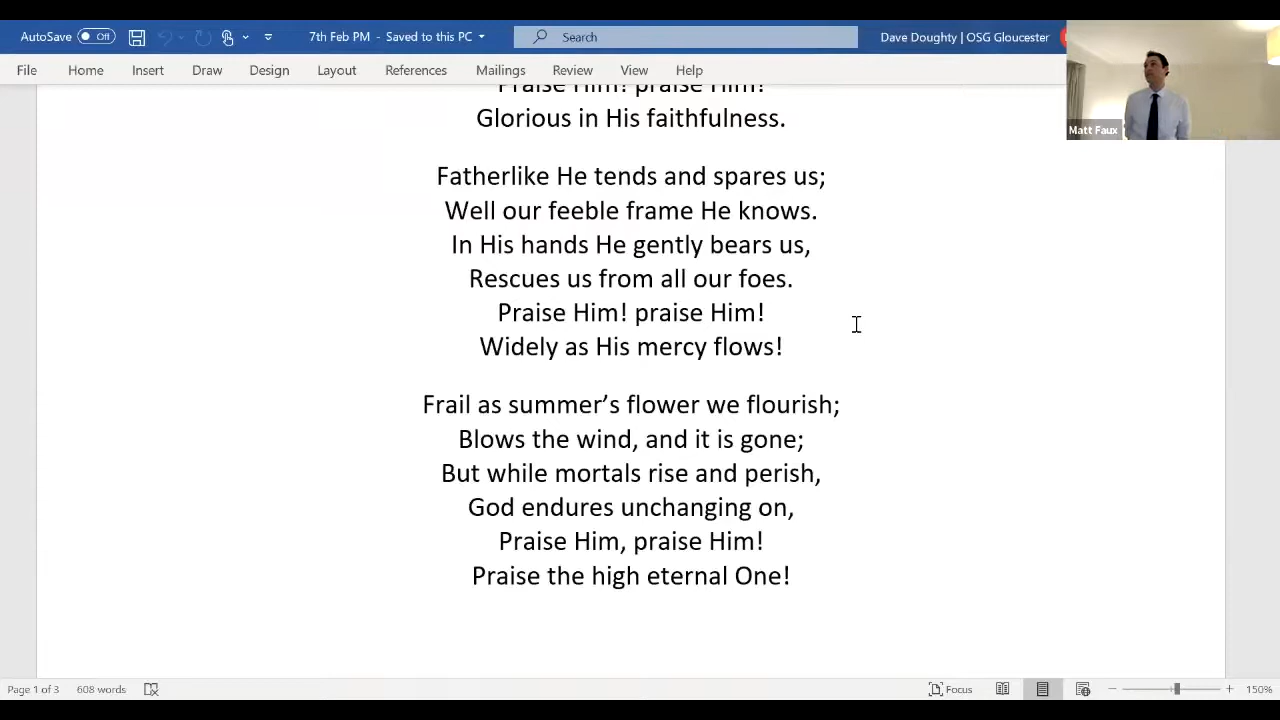 AutoSave Off 7th Feb PM - Saved to this PC Search Dave Doughty | OSG Gloucester
File Home Insert Draw Design Layout References Mailings Review View Help
Matt Faux
Praise Him! praise Him!
Glorious in His faithfulness.
Fatherlike He tends and spares us;
Well our feeble frame He knows.
In His hands He gently bears us,
Rescues us from all our foes.
Praise Him! praise Him!
Widely as His mercy flows!
Frail as summer’s flower we flourish;
Blows the wind, and it is gone;
But while mortals rise and perish,
God endures unchanging on,
Praise Him, praise Him!
Praise the high eternal One!
Page 1 of 3 608 words Focus 150%